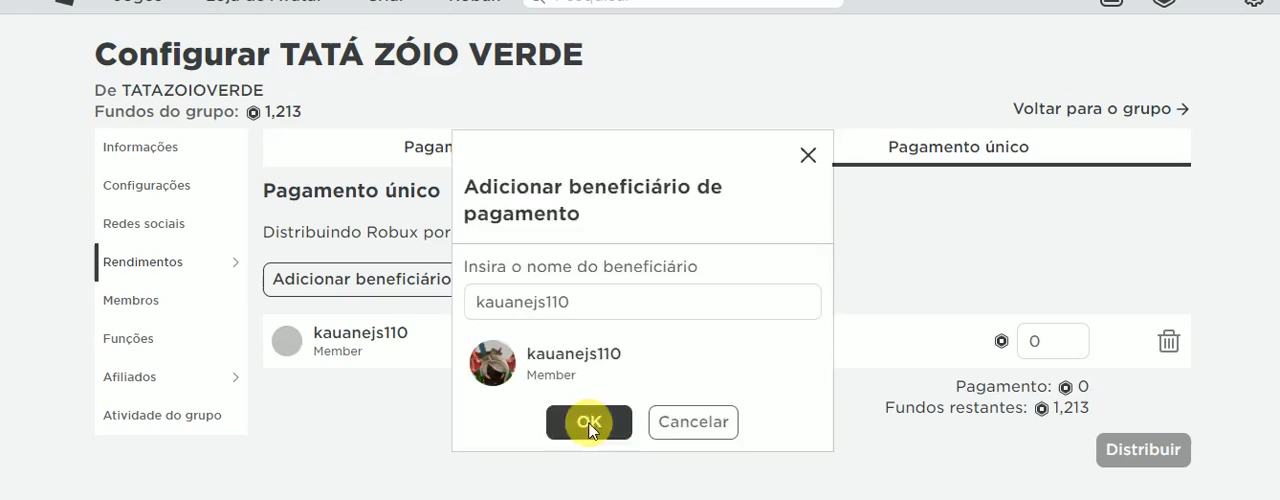 Configurar TATÁ ZÓIO VERDE
De TATAZOIOVERDE
Fundos do grupo: 1,213
Voltar para o grupo →
Informações
Configurações
Redes sociais
Rendimentos
Membros
Funções
Afiliados
Atividade do grupo
Pagamento único
Pagamento único
Distribuindo Robux por
Adicionar beneficiário
kauanejs110
Member
0
Pagamento: 0
Fundos restantes: 1,213
Distribuir
Adicionar beneficiário de
pagamento
Insira o nome do beneficiário
kauanejs110
kauanejs110
Member
OK
Cancelar